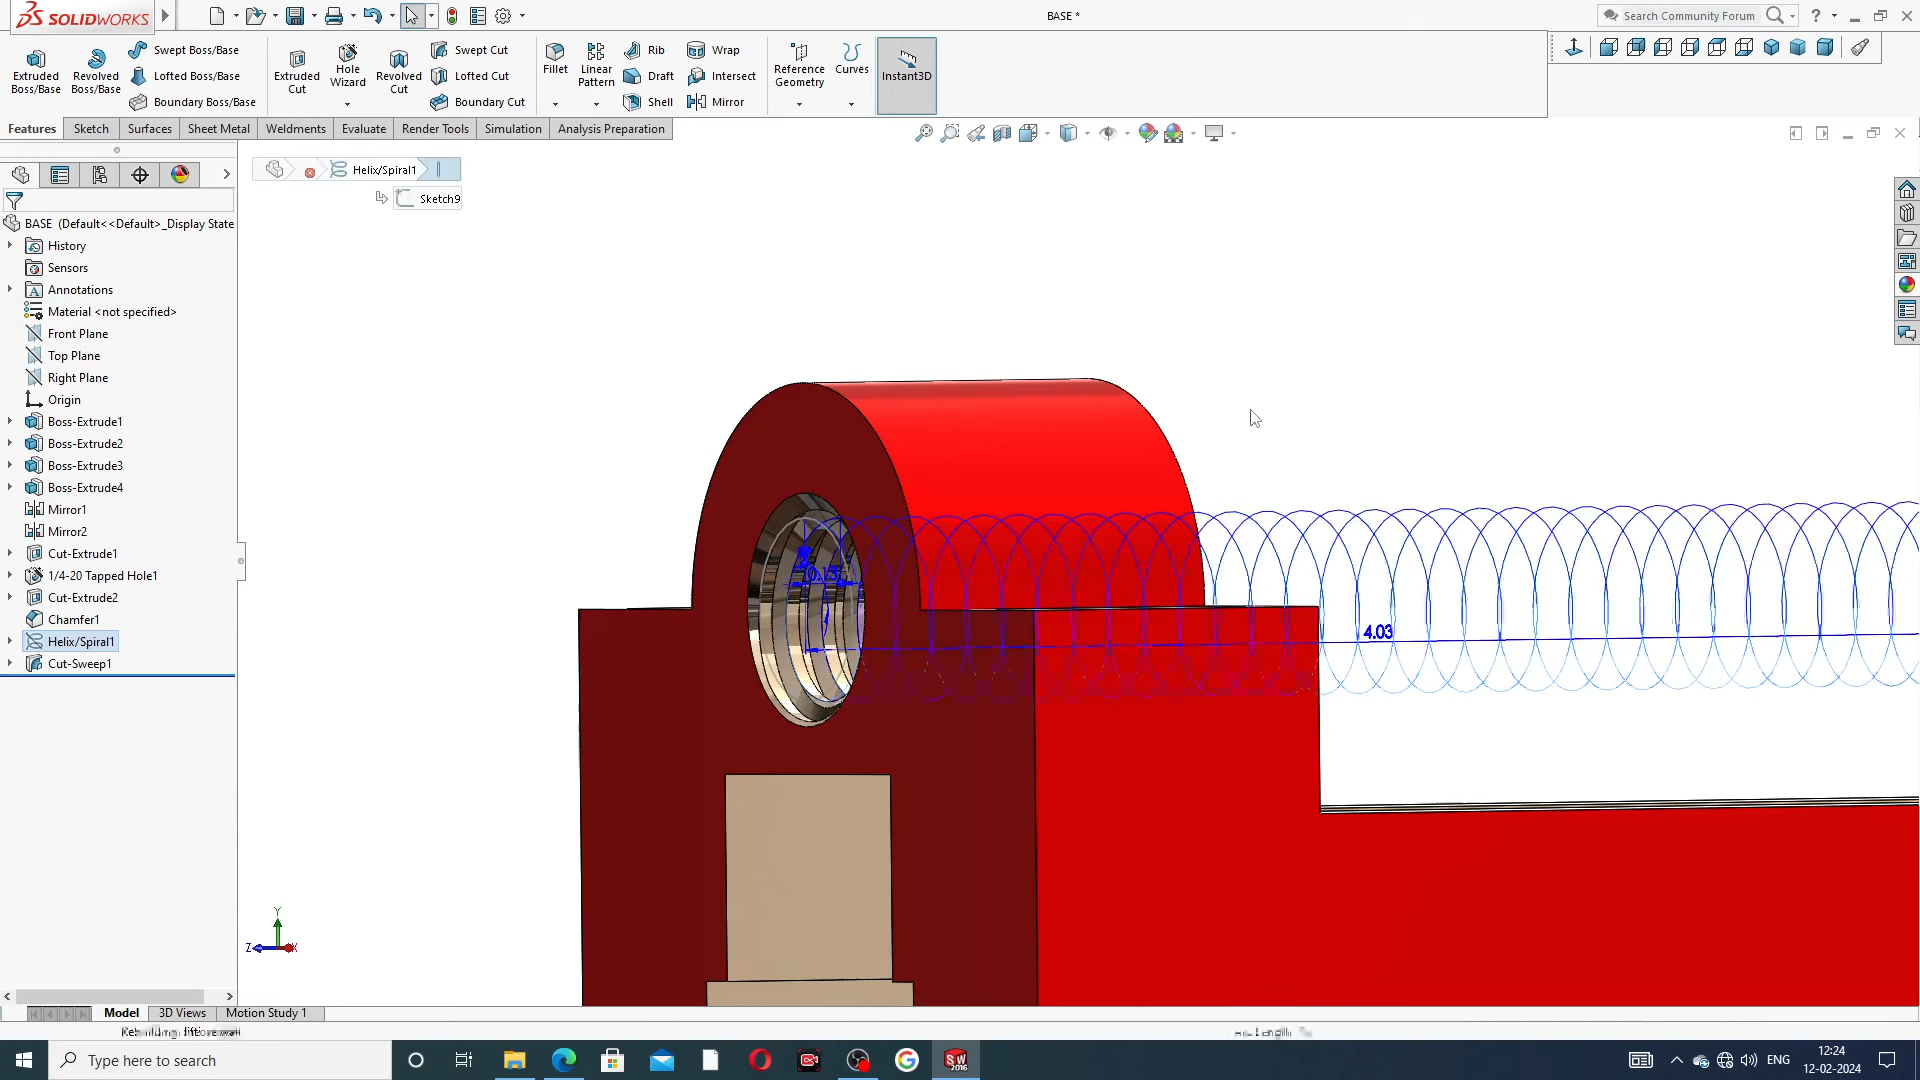 SOLIDWORKS
BASE *
Search Community Forum
Extruded Boss/Base
Revolved Boss/Base
Swept Boss/Base
Lofted Boss/Base
Boundary Boss/Base
Extruded Cut
Hole Wizard
Revolved Cut
Swept Cut
Lofted Cut
Boundary Cut
Fillet
Linear Pattern
Rib
Draft
Shell
Wrap
Intersect
Mirror
Reference Geometry
Curves
Instant3D
Features
Sketch
Surfaces
Sheet Metal
Weldments
Evaluate
Render Tools
Simulation
Analysis Preparation
Helix/Spiral1
Sketch9
BASE (Default<<Default>_Display State
History
Sensors
Annotations
Material <not specified>
Front Plane
Top Plane
Right Plane
Origin
Boss-Extrude1
Boss-Extrude2
Boss-Extrude3
Boss-Extrude4
Mirror1
Mirror2
Cut-Extrude1
1/4-20 Tapped Hole1
Cut-Extrude2
Chamfer1
Helix/Spiral1
Cut-Sweep1
4.03
Y
Z
X
Model
3D Views
Motion Study 1
Type here to search
SW
2016
ENG
12:24
12-02-2024